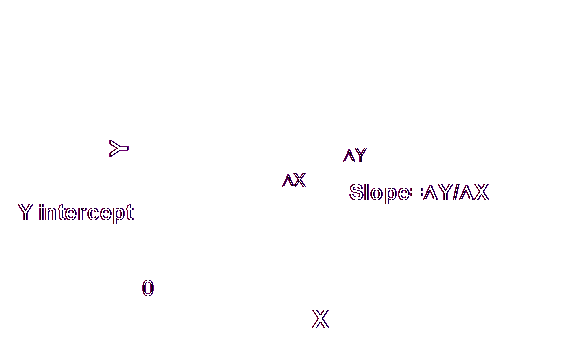 Y
ΔY
ΔX
Slope :ΔY/ΔX
Y intercept
0
X